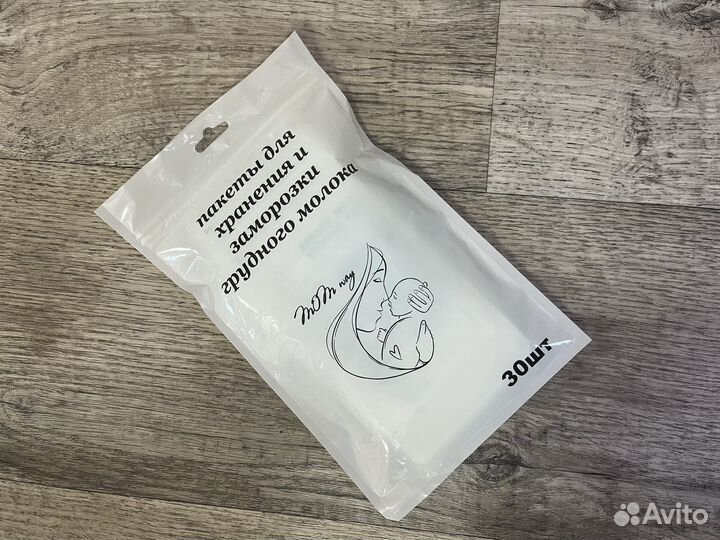 пакеты для
хранения и
заморозки
грудного молока
MOM way
30шт
Avito